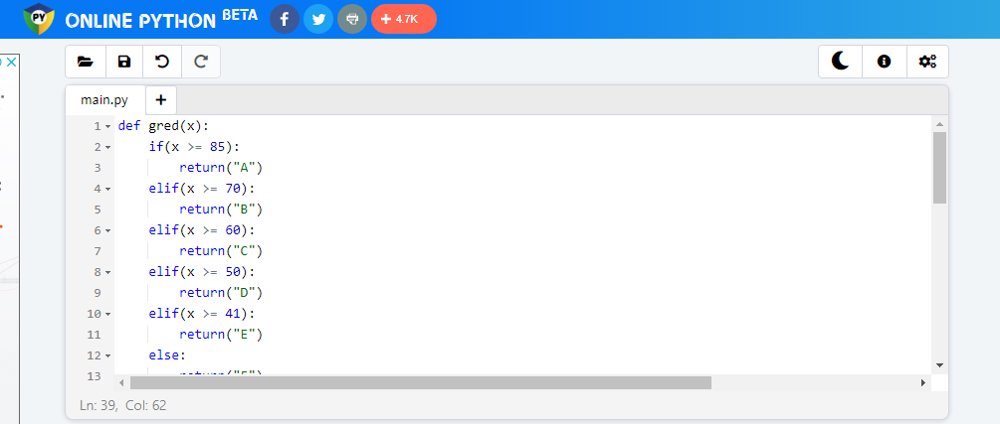 PY ONLINE PYTHON BETA f + 4.7K
main.py +
1 def gred(x):
2 if(x >= 85):
3 return("A")
4 elif(x >= 70):
5 return("B")
6 elif(x >= 60):
7 return("C")
8 elif(x >= 50):
9 return("D")
10 elif(x >= 41):
11 return("E")
12 else:
13
Ln: 39, Col: 62